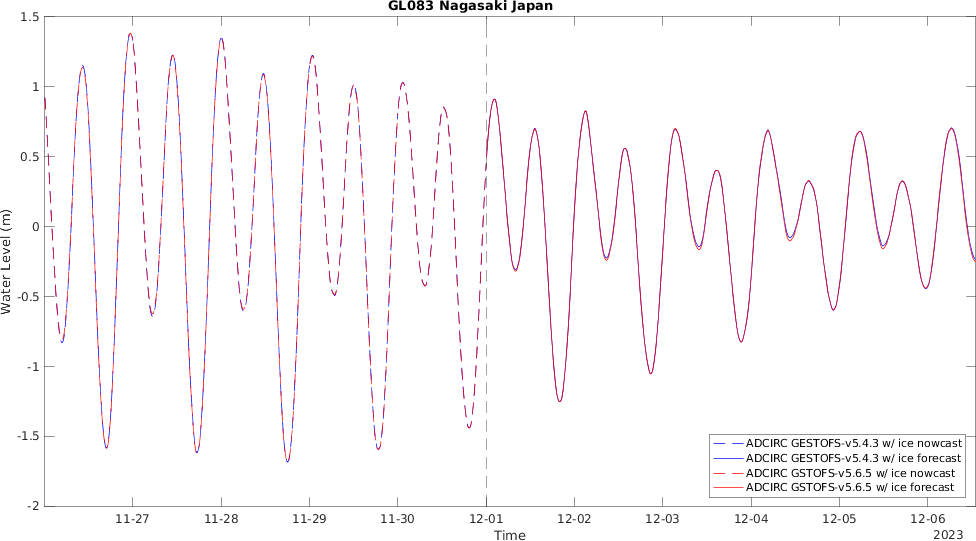 GL083 Nagasaki Japan
1.5
1
0.5
0
-0.5
-1
-1.5
-2
Water Level (m)
11-27
11-28
11-29
11-30
12-01
12-02
12-03
12-04
12-05
12-06
Time
2023
ADCIRC GESTOFS-v5.4.3 w/ ice nowcast
ADCIRC GESTOFS-v5.4.3 w/ ice forecast
ADCIRC GSTOFS-v5.6.5 w/ ice nowcast
ADCIRC GSTOFS-v5.6.5 w/ ice forecast